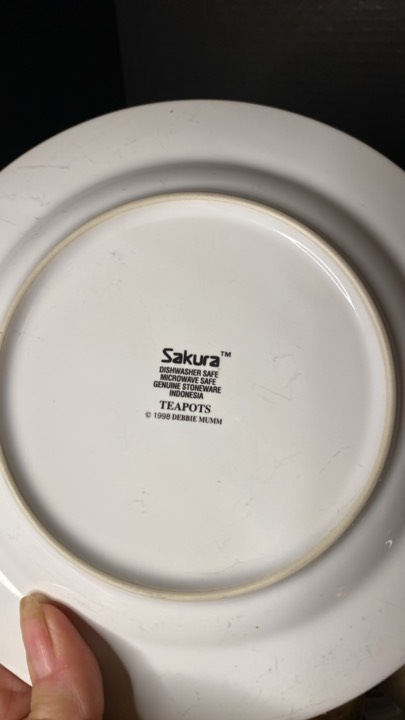 Sakura™
DISHWASHER SAFE
MICROWAVE SAFE
GENUINE STONEWARE
INDONESIA
TEAPOTS
© 1998 DEBBIE MUMM